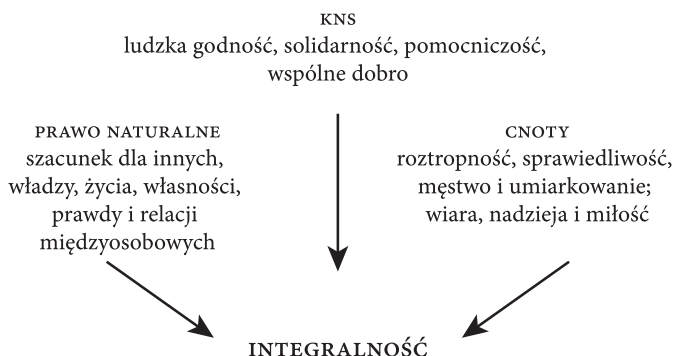 KNS
ludzka godność, solidarność, pomocniczość,
wspólne dobro
PRAWO NATURALNE
szacunek dla innych,
władzy, życia, własności,
prawdy i relacji
międzyosobowych
CNOTY
roztropność, sprawiedliwość,
męstwo i umiarkowanie;
wiara, nadzieja i miłość
INTEGRALNOŚĆ